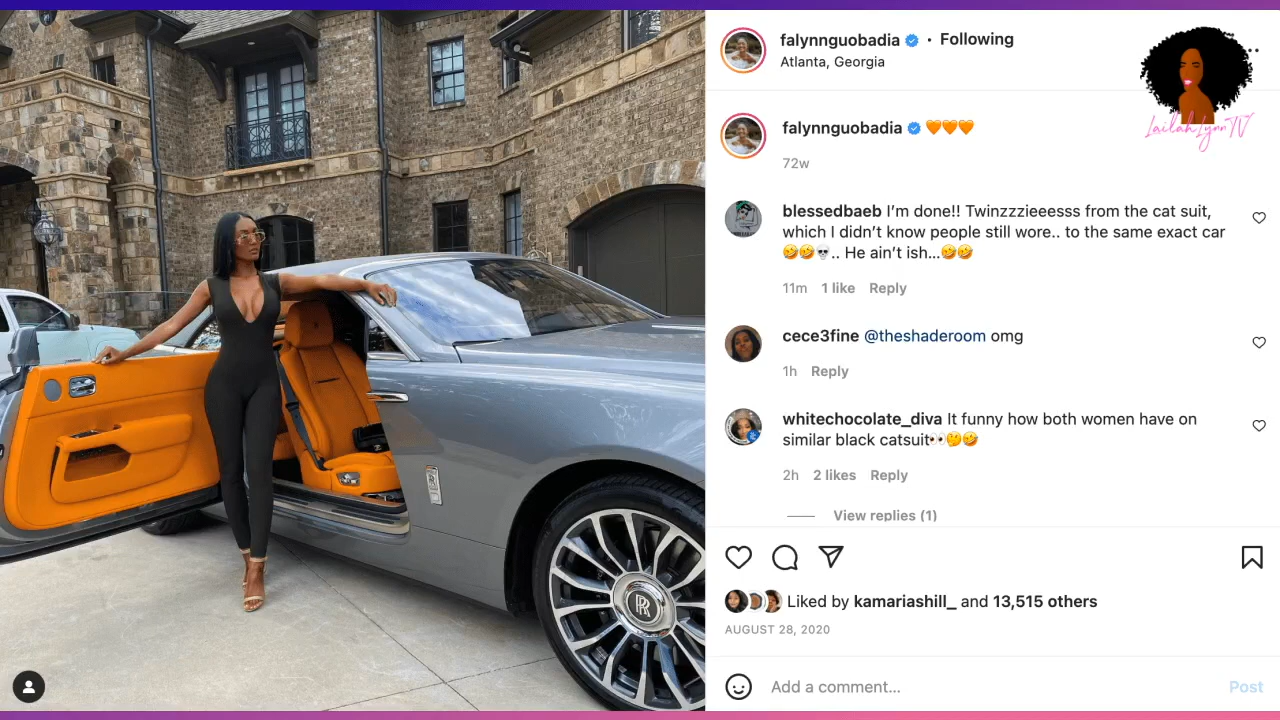 falynnguobadia • Following
Atlanta, Georgia
LailahLynnTV
falynnguobadia 🧡🧡🧡
72w
blessedbaeb I’m done!! Twinzzzieeesss from the cat suit,
which I didn’t know people still wore.. to the same exact car
🤣🤣💀.. He ain’t ish...🤣🤣
11m 1 like Reply
cece3fine @theshaderoom omg
1h Reply
whitechocolate_diva It funny how both women have on
similar black catsuit👀🤔🤣
2h 2 likes Reply
View replies (1)
Liked by kamariashill_ and 13,515 others
AUGUST 28, 2020
Add a comment...
Post